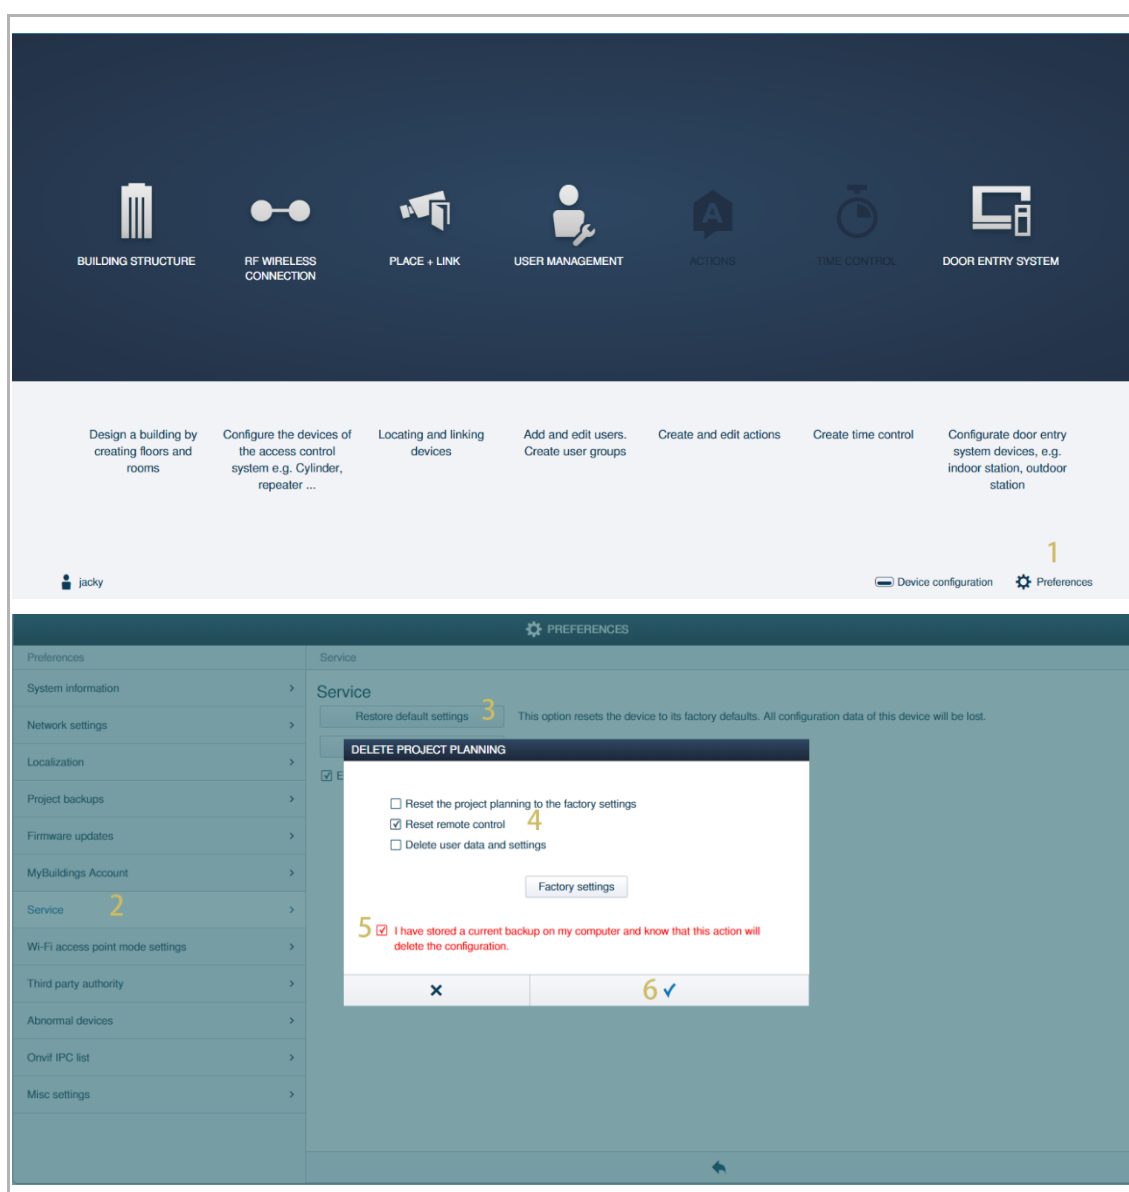 BUILDING STRUCTURE
RF WIRELESS
CONNECTION
PLACE + LINK
USER MANAGEMENT
ACTIONS
TIME CONTROL
DOOR ENTRY SYSTEM
Design a building by
creating floors and
rooms
Configure the devices of
the access control
system e.g. Cylinder,
repeater ...
Locating and linking
devices
Add and edit users.
Create user groups
Create and edit actions
Create time control
Configurate door entry
system devices, e.g.
indoor station, outdoor
station
1
jacky
Device configuration
Preferences
PREFERENCES
Preferences
Service
System information
Network settings
Localization
Project backups
Firmware updates
MyBuildings Account
Service 2
Wi-Fi access point mode settings
Third party authority
Abnormal devices
Onvif IPC list
Misc settings
Service
Restore default settings 3
This option resets the device to its factory defaults. All configuration data of this device will be lost.
E
DELETE PROJECT PLANNING
Reset the project planning to the factory settings
Reset remote control 4
Delete user data and settings
Factory settings
5 I have stored a current backup on my computer and know that this action will
delete the configuration.
6